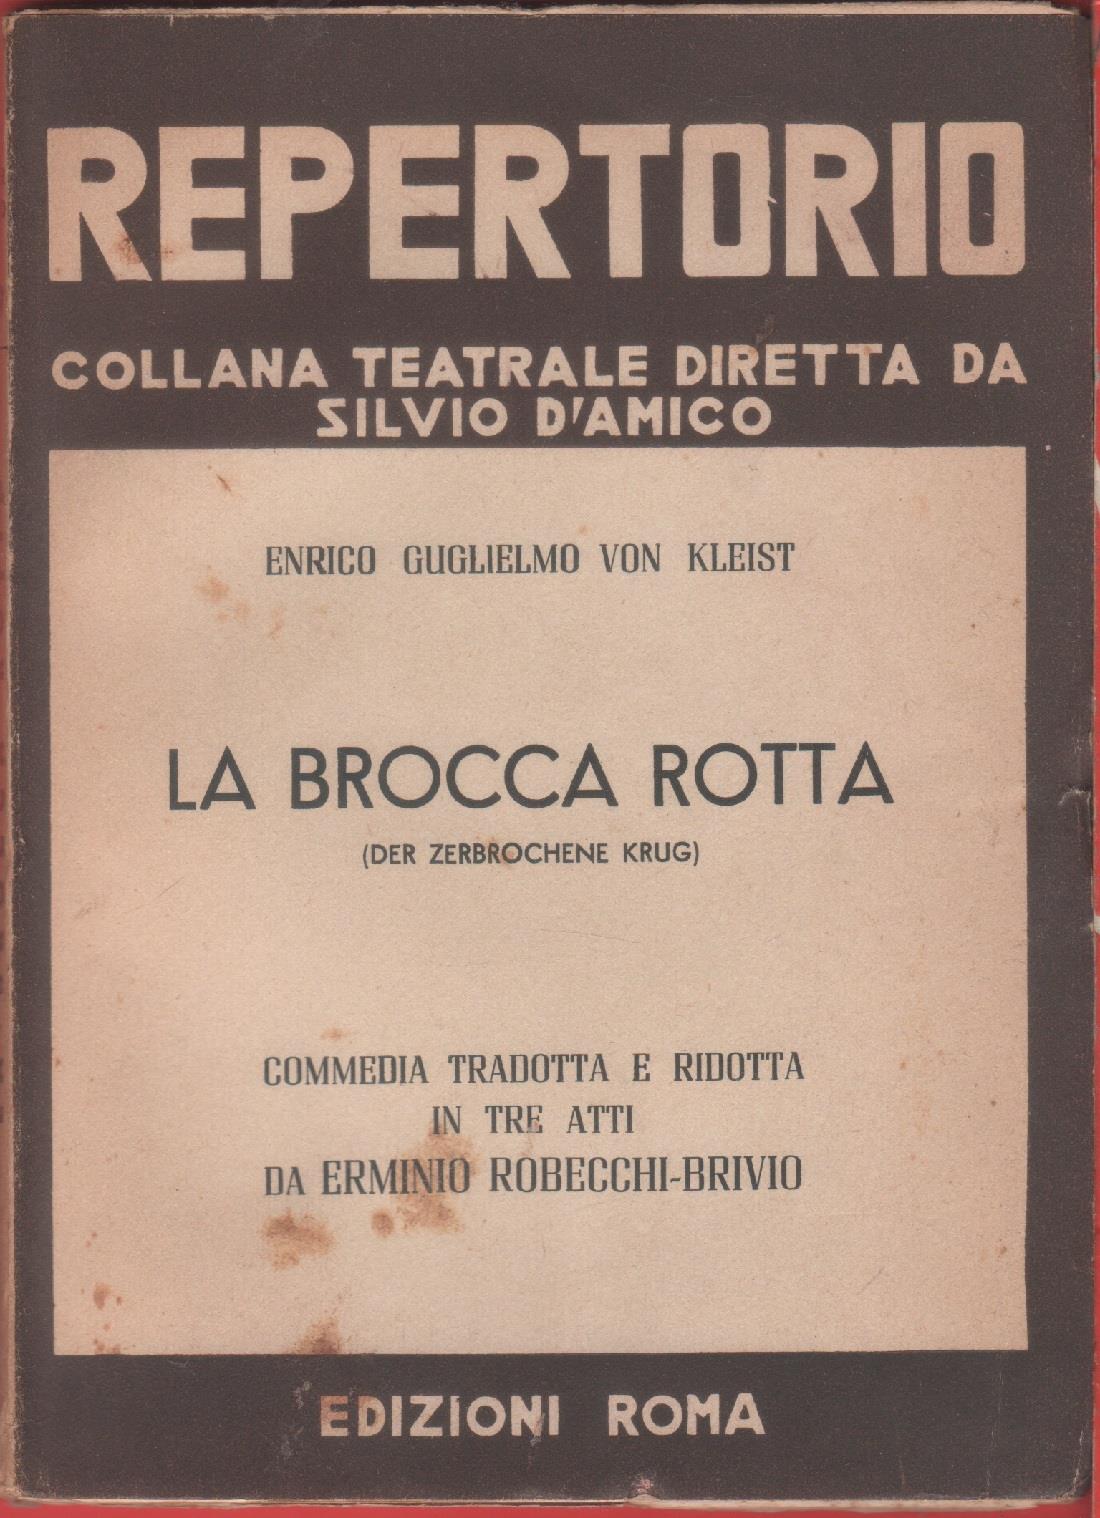 REPERTORIO
COLLANA TEATRALE DIRETTA DA
SILVIO D'AMICO
ENRICO GUGLIELMO VON KLEIST
LA BROCCA ROTTA
(DER ZERBROCHENE KRUG)
COMMEDIA TRADOTTA E RIDOTTA
IN TRE ATTI
DA ERMINIO ROBECCHI-BRIVIO
EDIZIONI ROMA